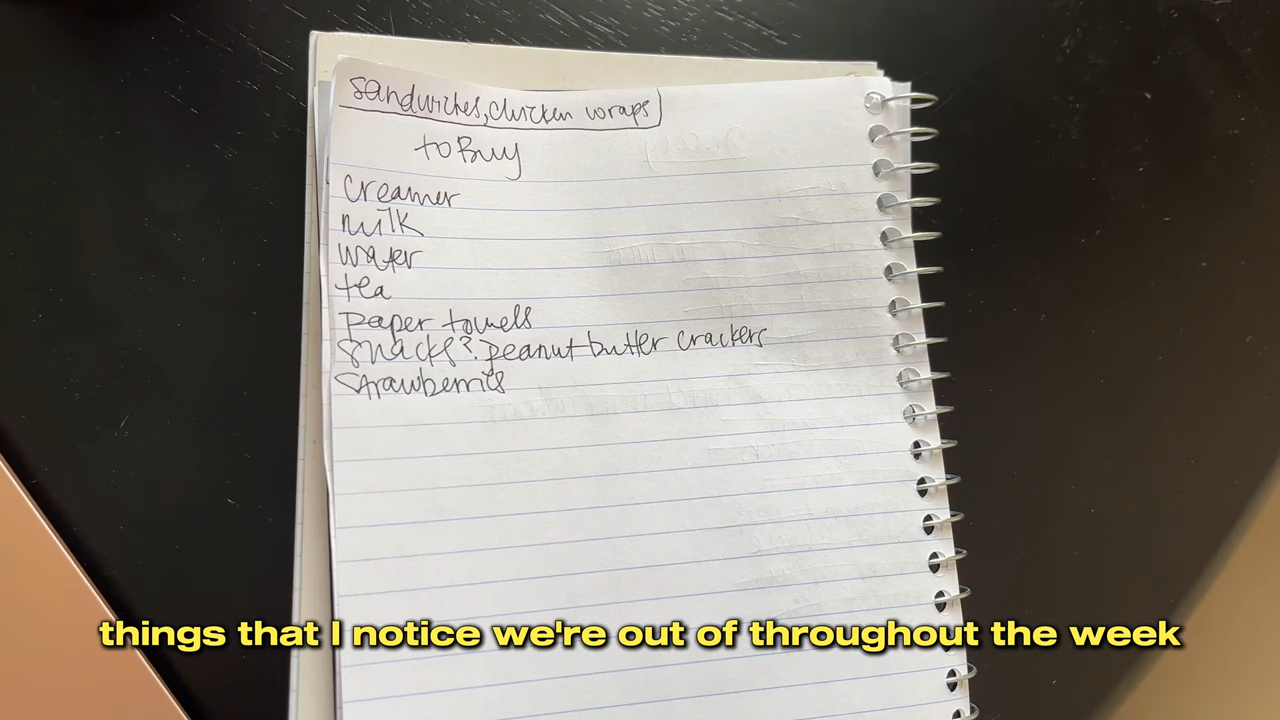 sandwiches, chicken wraps
to Buy
creamer
milk
water
tea
paper towels
snacks? peanut butter crackers
strawberries
things that I notice we're out of throughout the week